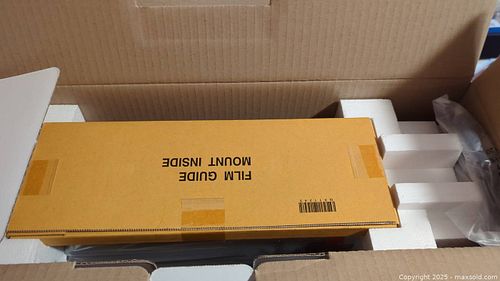 FILM GUIDE
MOUNT INSIDE
Copyright 2025 - maxsold.com